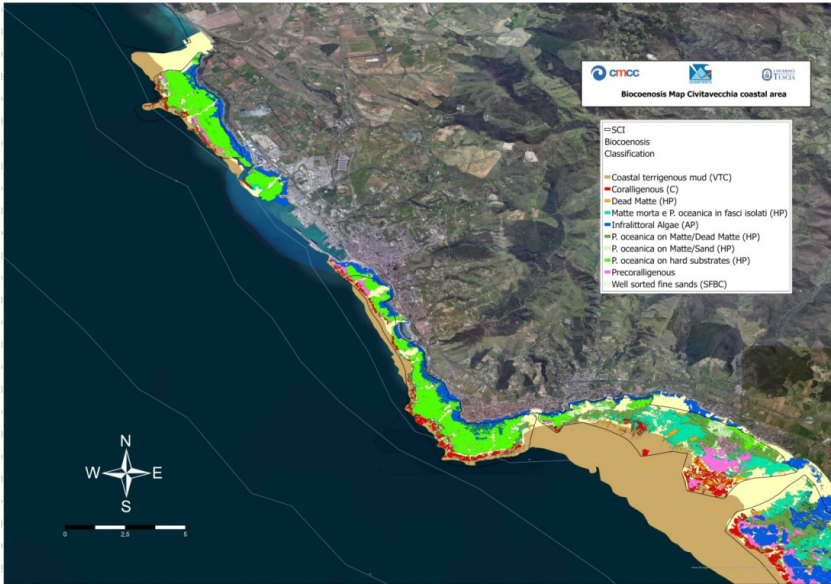 cmcc
UNIVERSITÀ
TUSCIA
Biocoenosis Map Civitavecchia coastal area
SCI
Biocoenosis
Classification
Coastal terrigenous mud (VTC)
Coralligenous (C)
Dead Matte (HP)
Matte morta e P. oceanica in fasci isolati (HP)
Infralittoral Algae (AP)
P. oceanica on Matte/Dead Matte (HP)
P. oceanica on Matte/Sand (HP)
P. oceanica on hard substrates (HP)
Precoralligenous
Well sorted fine sands (SFBC)
N
W E
S
0 2,5 5